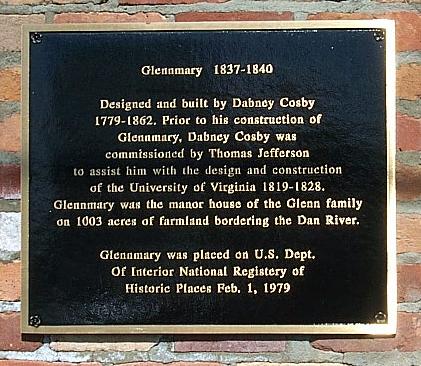 Glennmary 1837-1840
Designed and built by Dabney Cosby
1779-1862. Prior to his construction of
Glennmary, Dabney Cosby was
commissioned by Thomas Jefferson
to assist him with the design and construction
of the University of Virginia 1819-1828.
Glennmary was the manor house of the Glenn family
on 1003 acres of farmland bordering the Dan River.
Glennmary was placed on U.S. Dept.
Of Interior National Registery of
Historic Places Feb. 1, 1979